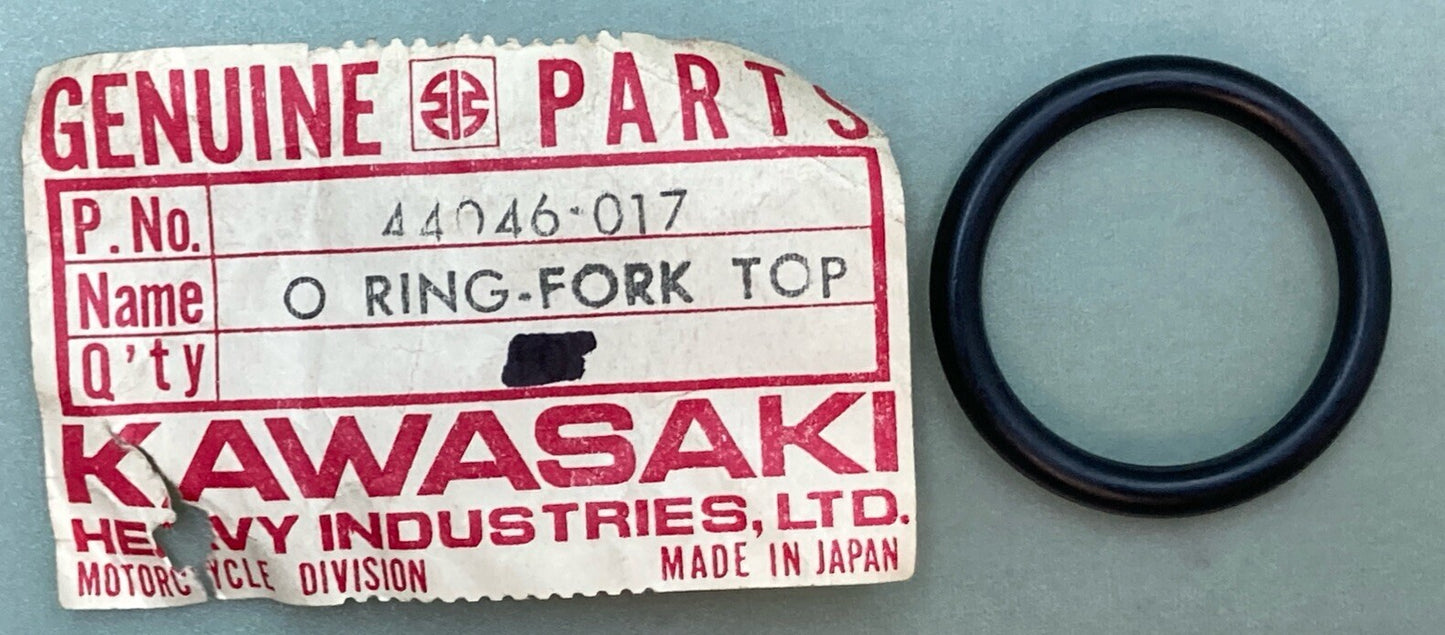 GENUINE PARTS
P. No. 44046-017
Name O RING-FORK TOP
Q'ty
KAWASAKI
HEAVY INDUSTRIES, LTD.
MOTORCYCLE DIVISION MADE IN JAPAN